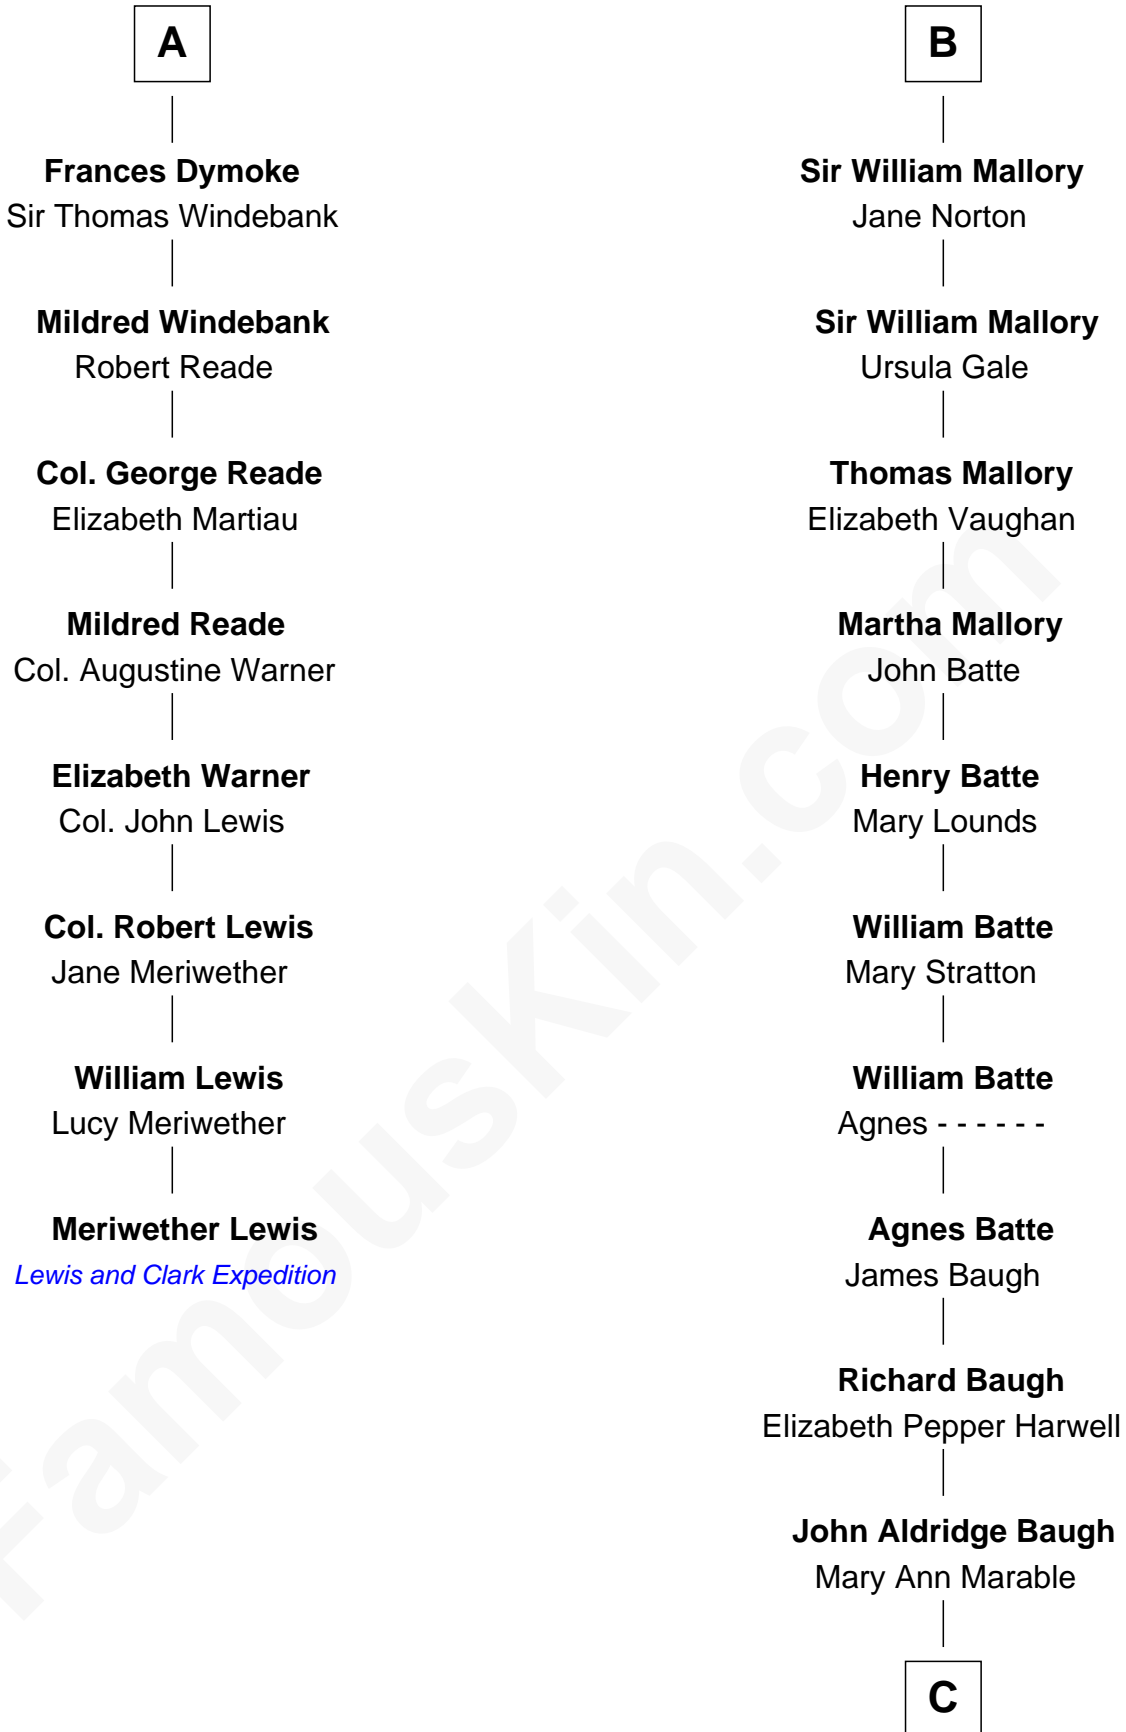 A
Frances Dymoke
Sir Thomas Windebank
Mildred Windebank
Robert Reade
Col. George Reade
Elizabeth Martiau
Mildred Reade
Col. Augustine Warner
Elizabeth Warner
Col. John Lewis
Col. Robert Lewis
Jane Meriwether
William Lewis
Lucy Meriwether
Meriwether Lewis
Lewis and Clark Expedition
B
Sir William Mallory
Jane Norton
Sir William Mallory
Ursula Gale
Thomas Mallory
Elizabeth Vaughan
Martha Mallory
John Batte
Henry Batte
Mary Lounds
William Batte
Mary Stratton
William Batte
Agnes - - - - - -
Agnes Batte
James Baugh
Richard Baugh
Elizabeth Pepper Harwell
John Aldridge Baugh
Mary Ann Marable
C
FamousKin.com